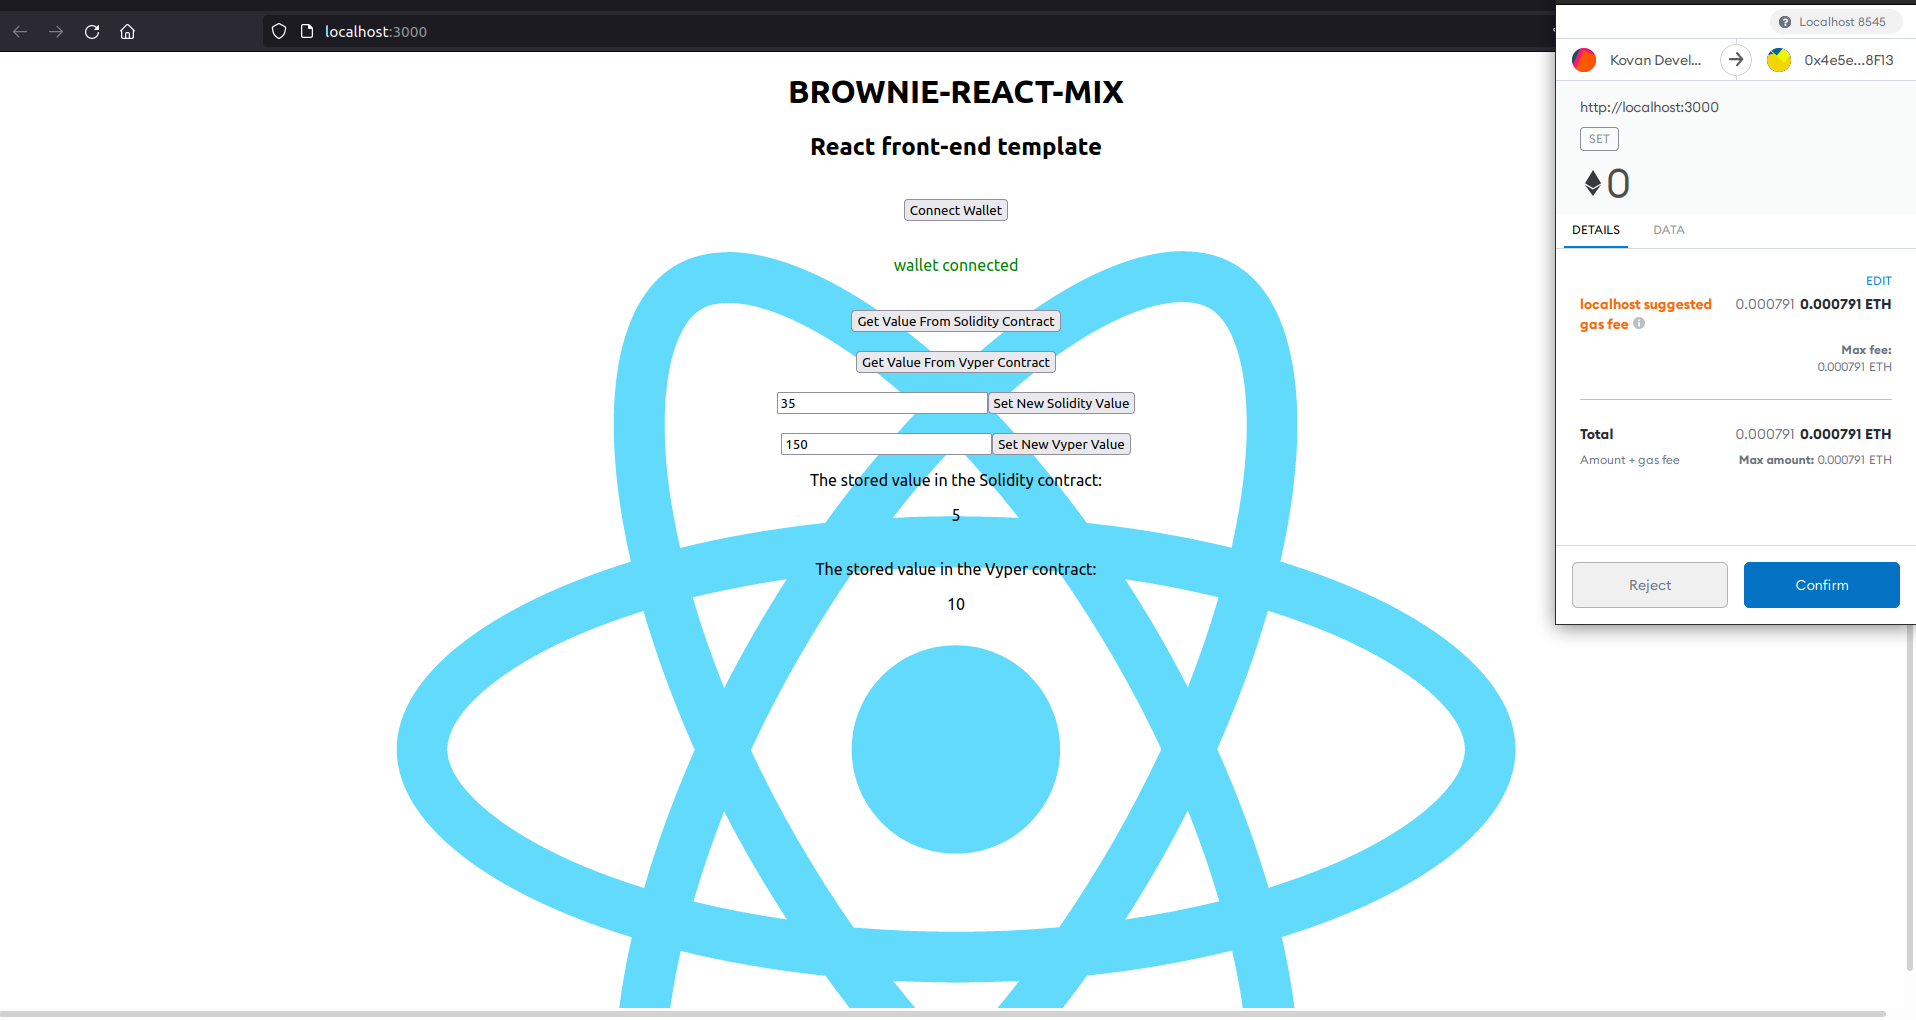 localhost:3000
BROWNIE-REACT-MIX
React front-end template
Connect Wallet
wallet connected
Get Value From Solidity Contract
Get Value From Vyper Contract
35 Set New Solidity Value
150 Set New Vyper Value
The stored value in the Solidity contract:
5
The stored value in the Vyper contract:
10
Localhost 8545
Kovan Devel... 0x4e5e...8F13
http://localhost:3000
SET
0
DETAILS DATA
EDIT
localhost suggested 0.000791 0.000791 ETH
gas fee
Max fee:
0.000791 ETH
Total 0.000791 0.000791 ETH
Amount + gas fee Max amount: 0.000791 ETH
Reject Confirm